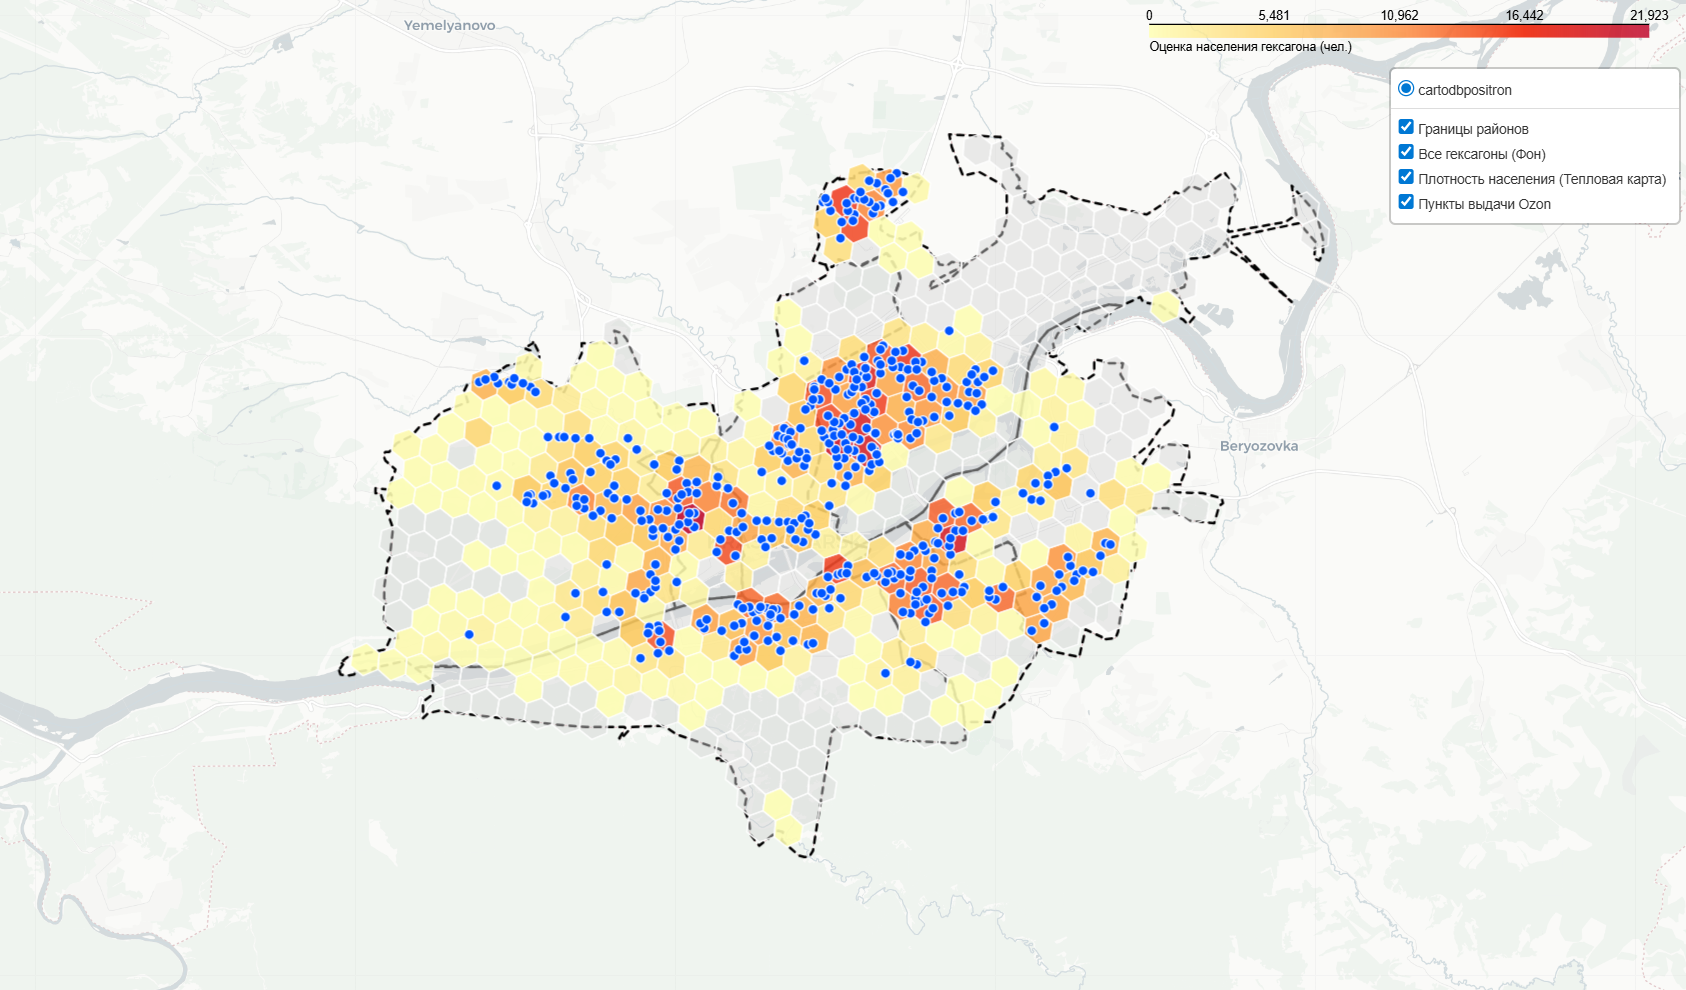 Yemelyanovo
0 5,481 10,962 16,442 21,923
Оценка населения гексагона (чел.)
cartodbpositron
Границы районов
Все гексагоны (Фон)
Плотность населения (Тепловая карта)
Пункты выдачи Ozon
Beryozovka